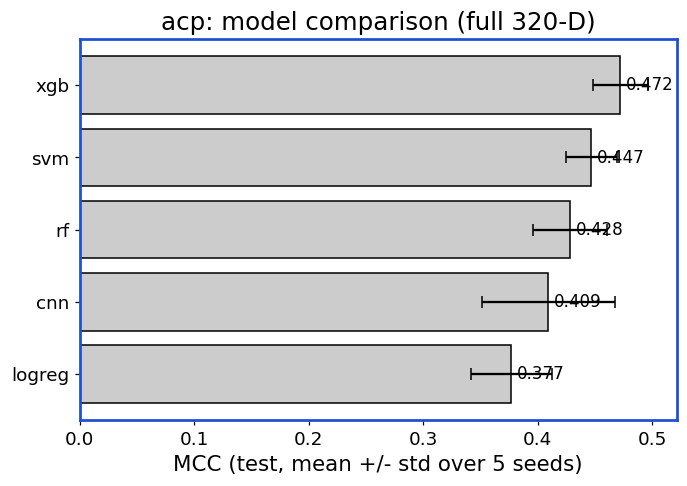 acp: model comparison (full 320-D)
xgb
0.472
svm
0.447
rf
0.428
cnn
0.409
logreg
0.377
0.0 0.1 0.2 0.3 0.4 0.5
MCC (test, mean +/- std over 5 seeds)